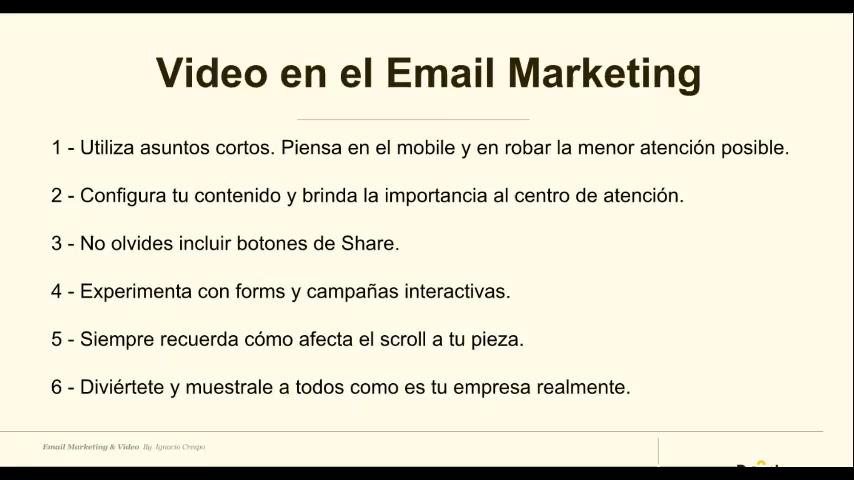 Video en el Email Marketing
1 - Utiliza asuntos cortos. Piensa en el mobile y en robar la menor atención posible.
2 - Configura tu contenido y brinda la importancia al centro de atención.
3 - No olvides incluir botones de Share.
4 - Experimenta con forms y campañas interactivas.
5 - Siempre recuerda cómo afecta el scroll a tu pieza.
6 - Diviértete y muestrale a todos como es tu empresa realmente.
Email Marketing & Video By Ignacio Crespo